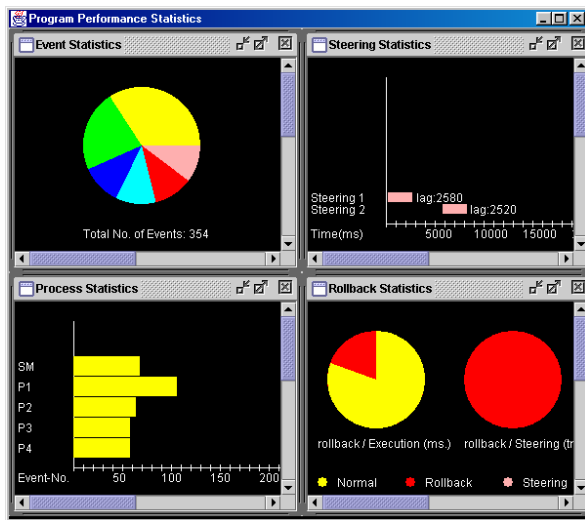 Program Performance Statistics
Event Statistics
Total No. of Events: 354
Steering Statistics
Steering 1 lag:2580
Steering 2 lag:2520
Time(ms) 5000 10000 15000
Process Statistics
SM
P1
P2
P3
P4
Event-No. 50 100 150 200
Rollback Statistics
rollback / Execution (ms.) rollback / Steering (tr
Normal Rollback Steering